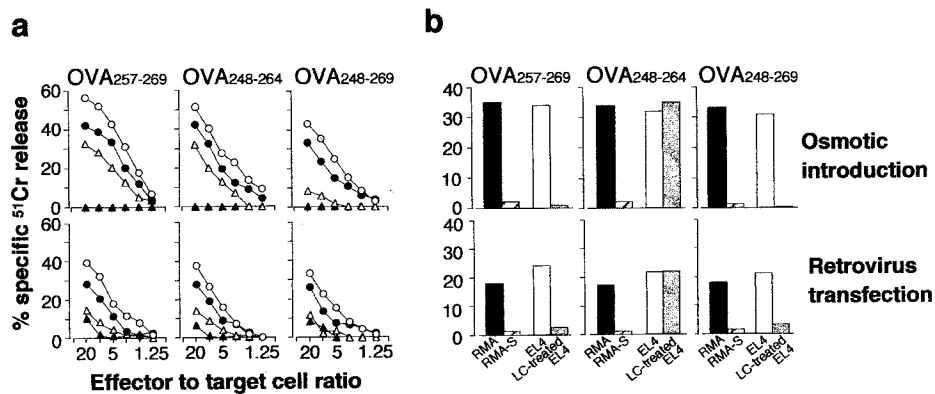 a
OVA257-269 OVA248-264 OVA248-269
60
40
20
0
60
40
20
0
% specific 51Cr release
20 5 1.25 20 5 1.25 20 5 1.25
Effector to target cell ratio
b
OVA257-269 OVA248-264 OVA248-269
40
30
20
10
0
Osmotic
introduction
40
30
20
10
0
Retrovirus
transfection
RMA RMA-S EL4 LC-treated EL4 RMA RMA-S EL4 LC-treated EL4 RMA RMA-S EL4 LC-treated EL4